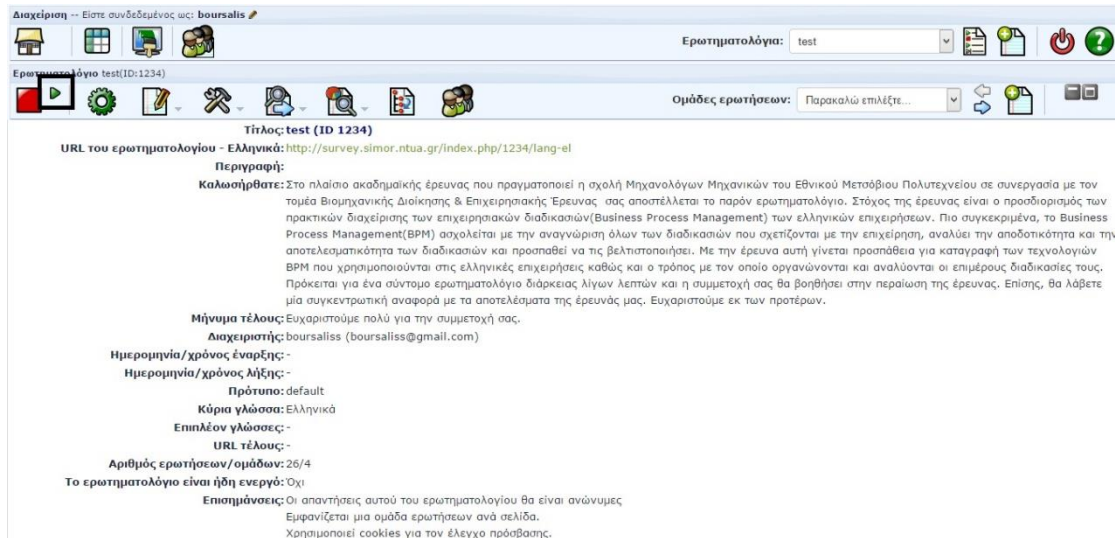 Διαχείριση -- Είστε συνδεδεμένος ως: boursalis
Ερωτηματολόγια: test
Ερωτηματολόγιο test(ID:1234)
Ομάδες ερωτήσεων: Παρακαλώ επιλέξτε...
Τίτλος: test (ID 1234)
URL του ερωτηματολογίου - Ελληνικά: http://survey.simor.ntua.gr/index.php/1234/lang-el
Περιγραφή:
Καλωσήρθατε: Στο πλαίσιο ακαδημαϊκής έρευνας που πραγματοποιεί η σχολή Μηχανολόγων Μηχανικών του Εθνικού Μετσόβιου Πολυτεχνείου σε συνεργασία με τον
τομέα Βιομηχανικής Διοίκησης & Επιχειρησιακής Έρευνας σας αποστέλλεται το παρόν ερωτηματολόγιο. Στόχος της έρευνας είναι ο προσδιορισμός των
πρακτικών διαχείρισης των επιχειρησιακών διαδικασιών(Business Process Management) των ελληνικών επιχειρήσεων. Πιο συγκεκριμένα, το Business
Process Management(BPM) ασχολείται με την αναγνώριση όλων των διαδικασιών που σχετίζονται με την επιχείρηση, αναλύει την αποδοτικότητα και την
αποτελεσματικότητα των διαδικασιών και προσπαθεί να τις βελτιστοποιήσει. Με την έρευνα αυτή γίνεται προσπάθεια για καταγραφή των τεχνολογιών
BPM που χρησιμοποιούνται στις ελληνικές επιχειρήσεις καθώς και ο τρόπος με τον οποίο οργανώνονται και αναλύονται οι επιμέρους διαδικασίες τους.
Πρόκειται για ένα σύντομο ερωτηματολόγιο διάρκειας λίγων λεπτών και η συμμετοχή σας θα βοηθήσει στην περαίωση της έρευνας. Επίσης, θα λάβετε
μία συγκεντρωτική αναφορά με τα αποτελέσματα της έρευνάς μας. Ευχαριστούμε εκ των προτέρων.
Μήνυμα τέλους: Ευχαριστούμε πολύ για την συμμετοχή σας.
Διαχειριστής: boursaliss (boursaliss@gmail.com)
Ημερομηνία/χρόνος έναρξης: -
Ημερομηνία/χρόνος λήξης: -
Πρότυπο: default
Κύρια γλώσσα: Ελληνικά
Επιπλέον γλώσσες: -
URL τέλους: -
Αριθμός ερωτήσεων/ομάδων: 26/4
Το ερωτηματολόγιο είναι ήδη ενεργό: Όχι
Επισημάνσεις: Οι απαντήσεις αυτού του ερωτηματολογίου θα είναι ανώνυμες
Εμφανίζεται μια ομάδα ερωτήσεων ανά σελίδα.
Χρησιμοποιεί cookies για τον έλεγχο πρόσβασης.